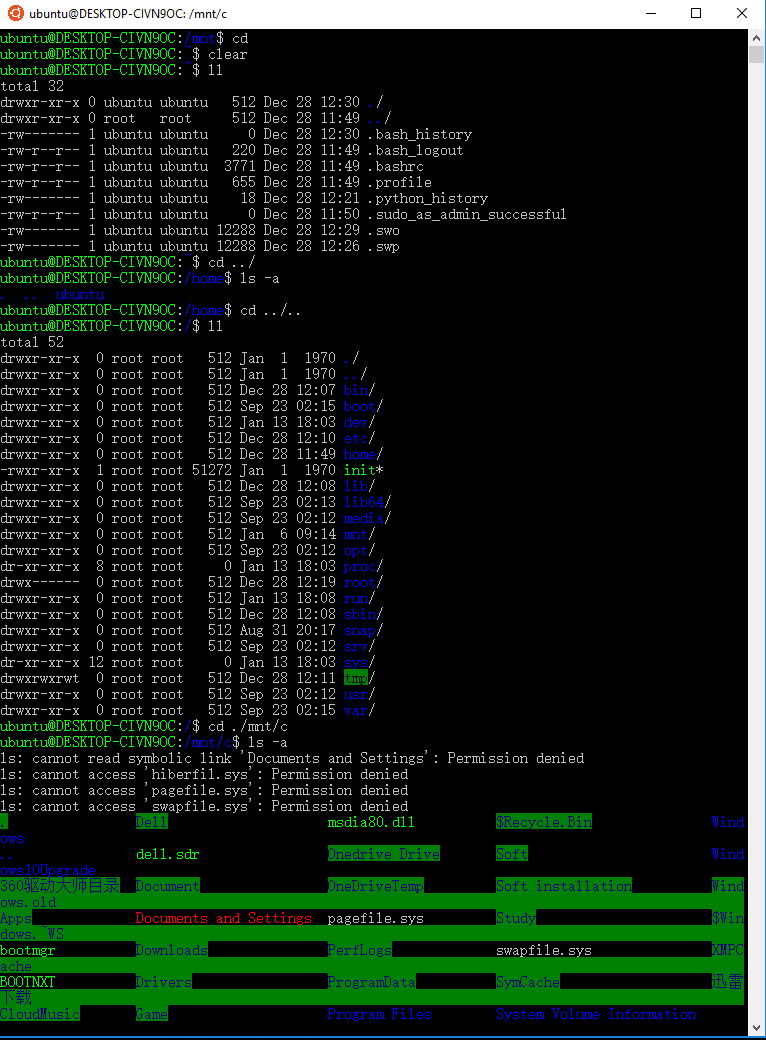 ubuntu@DESKTOP-CIVN9OC: /mnt/c
ubuntu@DESKTOP-CIVN9OC:/mnt$ cd
ubuntu@DESKTOP-CIVN9OC:~$ clear
ubuntu@DESKTOP-CIVN9OC:~$ ll
total 32
drwxr-xr-x 0 ubuntu ubuntu   512 Dec 28 12:30 ./
drwxr-xr-x 0 root   root     512 Dec 28 11:49 ../
-rw------- 1 ubuntu ubuntu     0 Dec 28 12:30 .bash_history
-rw-r--r-- 1 ubuntu ubuntu   220 Dec 28 11:49 .bash_logout
-rw-r--r-- 1 ubuntu ubuntu  3771 Dec 28 11:49 .bashrc
-rw-r--r-- 1 ubuntu ubuntu   655 Dec 28 11:49 .profile
-rw------- 1 ubuntu ubuntu    18 Dec 28 12:21 .python_history
-rw-r--r-- 1 ubuntu ubuntu     0 Dec 28 11:50 .sudo_as_admin_successful
-rw------- 1 ubuntu ubuntu 12288 Dec 28 12:29 .swo
-rw------- 1 ubuntu ubuntu 12288 Dec 28 12:26 .swp
ubuntu@DESKTOP-CIVN9OC:~$ cd ../
ubuntu@DESKTOP-CIVN9OC:/home$ ls -a
.  ..  ubuntu
ubuntu@DESKTOP-CIVN9OC:/home$ cd ../..
ubuntu@DESKTOP-CIVN9OC:/$ ll
total 52
drwxr-xr-x  0 root root   512 Jan  1  1970 ./
drwxr-xr-x  0 root root   512 Jan  1  1970 ../
drwxr-xr-x  0 root root   512 Dec 28 12:07 bin/
drwxr-xr-x  0 root root   512 Sep 23 02:15 boot/
drwxr-xr-x  0 root root   512 Jan 13 18:03 dev/
drwxr-xr-x  0 root root   512 Dec 28 12:10 etc/
drwxr-xr-x  0 root root   512 Dec 28 11:49 home/
-rwxr-xr-x  1 root root 51272 Jan  1  1970 init*
drwxr-xr-x  0 root root   512 Dec 28 12:08 lib/
drwxr-xr-x  0 root root   512 Sep 23 02:13 lib64/
drwxr-xr-x  0 root root   512 Sep 23 02:12 media/
drwxr-xr-x  0 root root   512 Jan  6 09:14 mnt/
drwxr-xr-x  0 root root   512 Sep 23 02:12 opt/
dr-xr-xr-x  8 root root     0 Jan 13 18:03 proc/
drwx------  0 root root   512 Dec 28 12:19 root/
drwxr-xr-x  0 root root   512 Jan 13 18:08 run/
drwxr-xr-x  0 root root   512 Dec 28 12:08 sbin/
drwxr-xr-x  0 root root   512 Aug 31 20:17 snap/
drwxr-xr-x  0 root root   512 Sep 23 02:12 srv/
dr-xr-xr-x 12 root root     0 Jan 13 18:03 sys/
drwxrwxrwt  0 root root   512 Dec 28 12:11 tmp/
drwxr-xr-x  0 root root   512 Sep 23 02:12 usr/
drwxr-xr-x  0 root root   512 Sep 23 02:15 var/
ubuntu@DESKTOP-CIVN9OC:/$ cd ./mnt/c
ubuntu@DESKTOP-CIVN9OC:/mnt/c$ ls -a
ls: cannot read symbolic link 'Documents and Settings': Permission denied
ls: cannot access 'hiberfil.sys': Permission denied
ls: cannot access 'pagefile.sys': Permission denied
ls: cannot access 'swapfile.sys': Permission denied
.                Dell                    msdia80.dll          $Recycle.Bin               Wind
ows
..               dell.sdr                Onedrive Drive       Soft                       Wind
ows10Upgrade
360驱动大师目录  Document                OneDriveTemp         Soft installation          Wind
ows.old
Apps             Documents and Settings  pagefile.sys         Study                      $Win
dows.~WS
bootmgr          Downloads               PerfLogs             swapfile.sys               XMPC
ache
BOOTNXT          Drivers                 ProgramData          SymCache                   迅雷
下载
CloudMusic       Game                    Program Files        System Volume Information